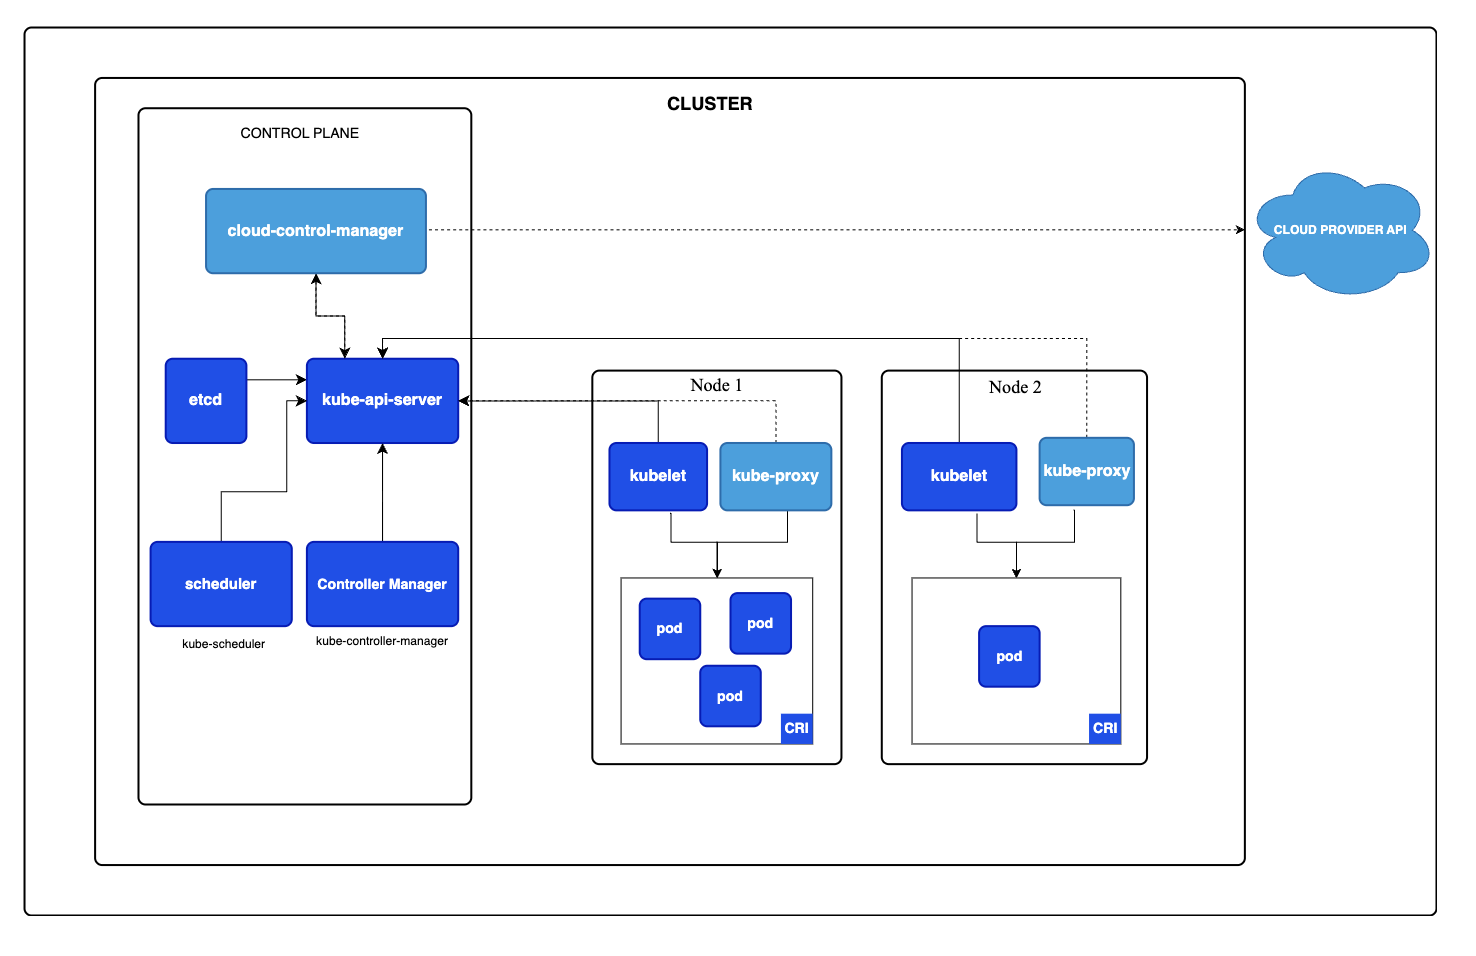 CLUSTER
CONTROL PLANE
cloud-control-manager
CLOUD PROVIDER API
etcd
kube-api-server
scheduler
kube-scheduler
Controller Manager
kube-controller-manager
Node 1
kubelet
kube-proxy
pod
pod
pod
CRI
Node 2
kubelet
kube-proxy
pod
CRI